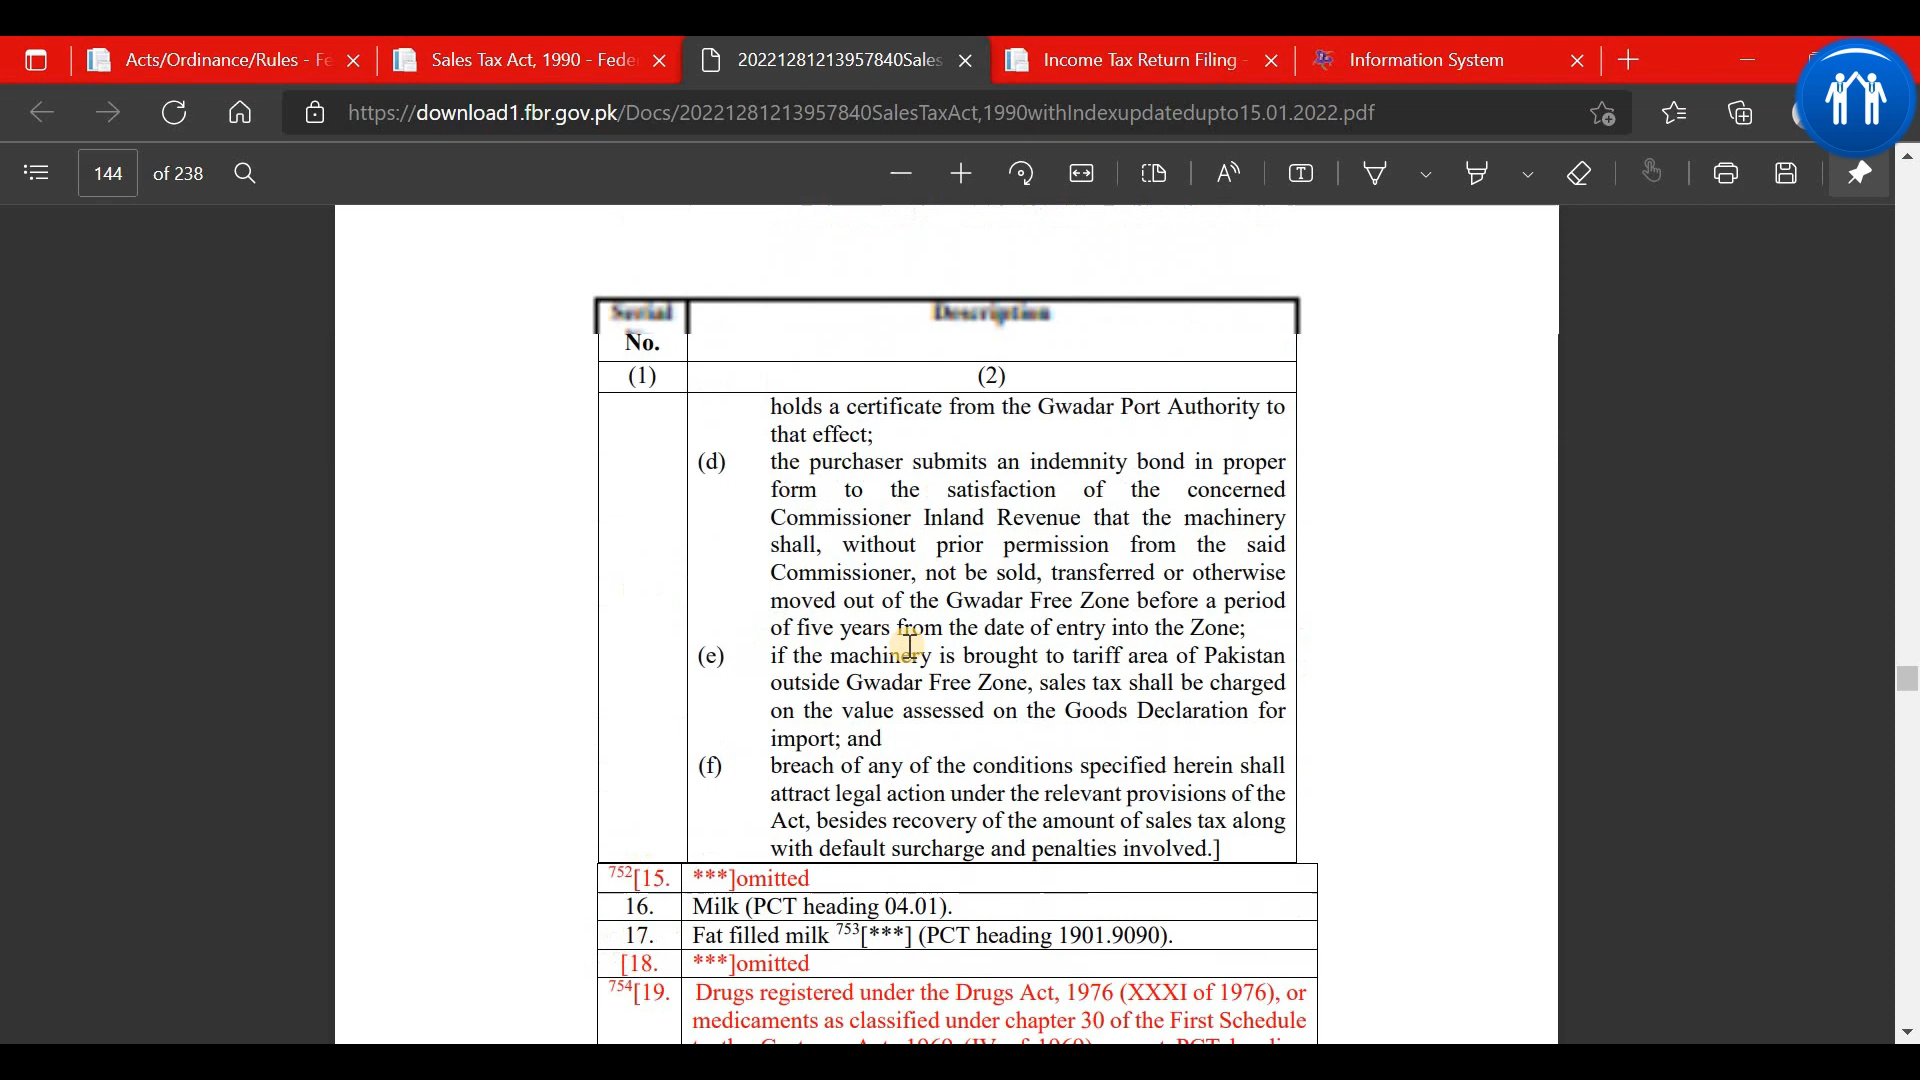 Acts/Ordinance/Rules - Fe
Sales Tax Act, 1990 - Fede
20221281213957840Sales
Income Tax Return Filing -
Information System
https://download1.fbr.gov.pk/Docs/20221281213957840SalesTaxAct,1990withIndexupdatedupto15.01.2022.pdf
144 of 238
Serial Description
No.
(1) (2)
holds a certificate from the Gwadar Port Authority to
that effect;
(d) the purchaser submits an indemnity bond in proper
form to the satisfaction of the concerned
Commissioner Inland Revenue that the machinery
shall, without prior permission from the said
Commissioner, not be sold, transferred or otherwise
moved out of the Gwadar Free Zone before a period
of five years from the date of entry into the Zone;
(e) if the machinery is brought to tariff area of Pakistan
outside Gwadar Free Zone, sales tax shall be charged
on the value assessed on the Goods Declaration for
import; and
(f) breach of any of the conditions specified herein shall
attract legal action under the relevant provisions of the
Act, besides recovery of the amount of sales tax along
with default surcharge and penalties involved.]
752[15. ***]omitted
16. Milk (PCT heading 04.01).
17. Fat filled milk 753[***] (PCT heading 1901.9090).
[18. ***]omitted
754[19. Drugs registered under the Drugs Act, 1976 (XXXI of 1976), or
medicaments as classified under chapter 30 of the First Schedule